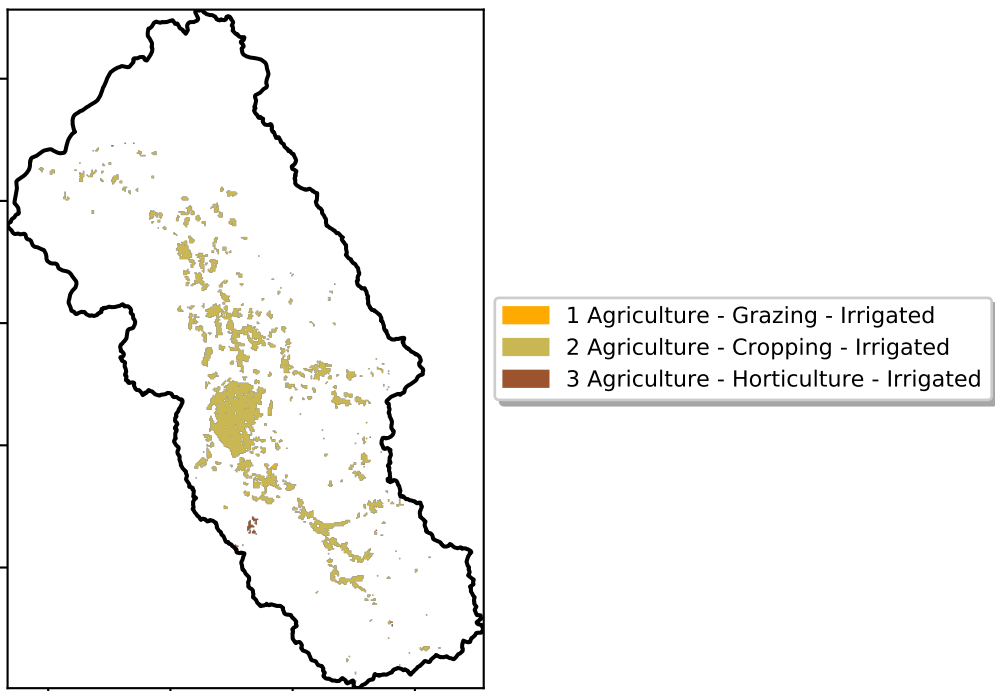 1 Agriculture - Grazing - Irrigated
2 Agriculture - Cropping - Irrigated
3 Agriculture - Horticulture - Irrigated